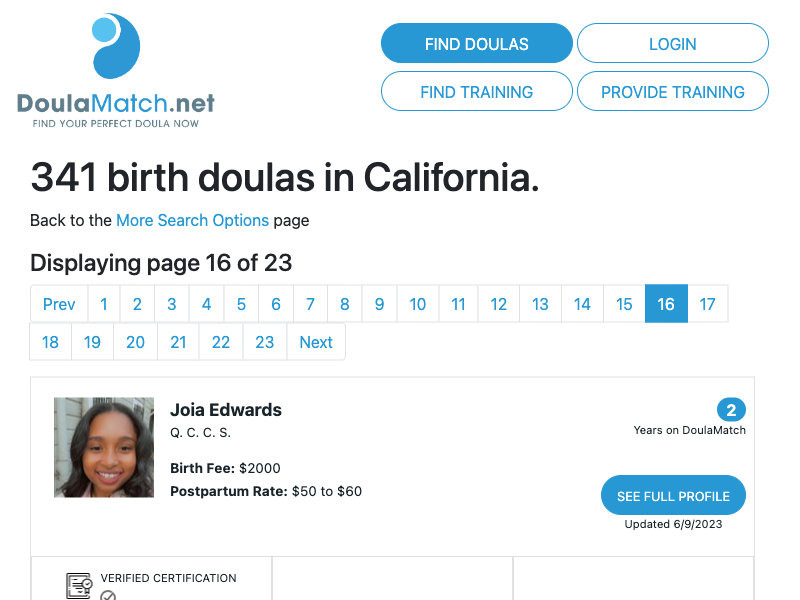 DoulaMatch.net
FIND YOUR PERFECT DOULA NOW
FIND DOULAS
LOGIN
FIND TRAINING
PROVIDE TRAINING
341 birth doulas in California.
Back to the More Search Options page
Displaying page 16 of 23
Prev 1 2 3 4 5 6 7 8 9 10 11 12 13 14 15 16 17
18 19 20 21 22 23 Next
Joia Edwards
Q. C. C. S.
Birth Fee: $2000
Postpartum Rate: $50 to $60
2
Years on DoulaMatch
SEE FULL PROFILE
Updated 6/9/2023
VERIFIED CERTIFICATION